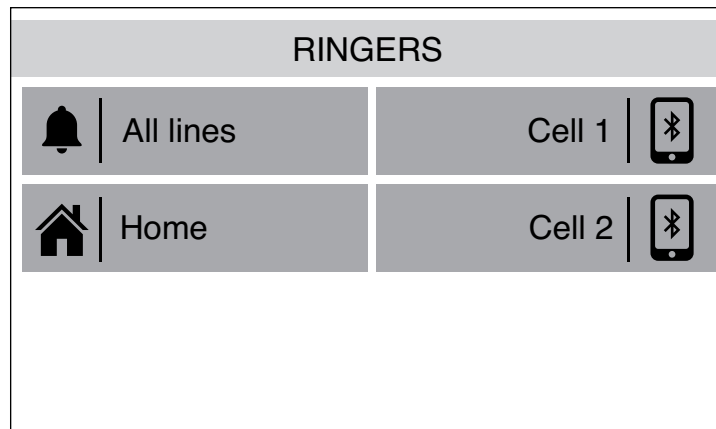 RINGERS
All lines
Cell 1
Home
Cell 2